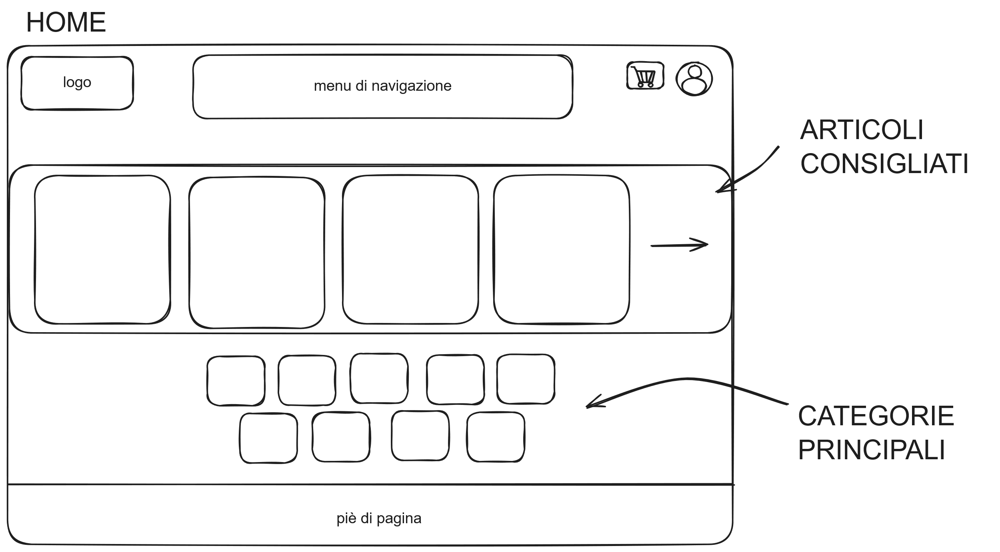 HOME
logo
menu di navigazione
ARTICOLI
CONSIGLIATI
CATEGORIE
PRINCIPALI
piè di pagina